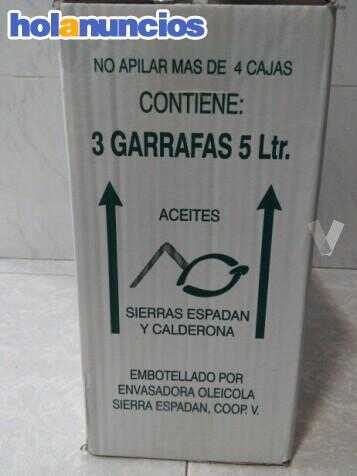 holanuncios
NO APILAR MAS DE 4 CAJAS
CONTIENE:
3 GARRAFAS 5 Ltr.
ACEITES
SIERRAS ESPADAN
Y CALDERONA
EMBOTELLADO POR
ENVASADORA OLEICOLA
SIERRA ESPADAN, COOP. V.